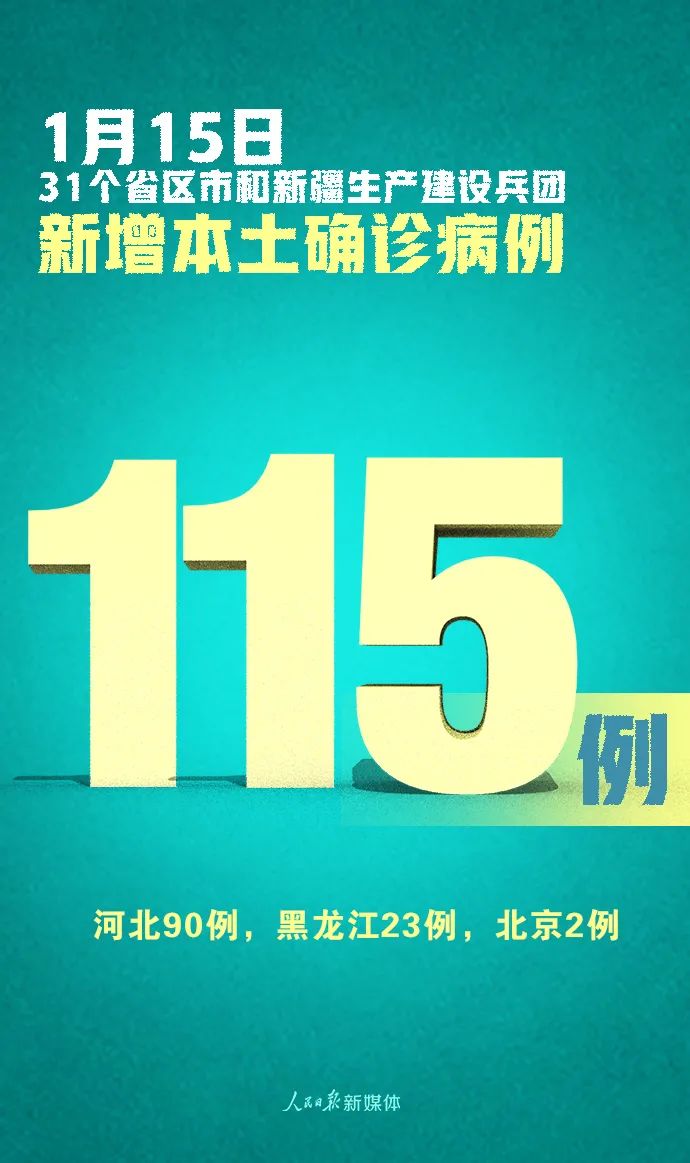 1月15日
31个省区市和新疆生产建设兵团
新增本土确诊病例
115
例
河北90例，黑龙江23例，北京2例
人民日报新媒体